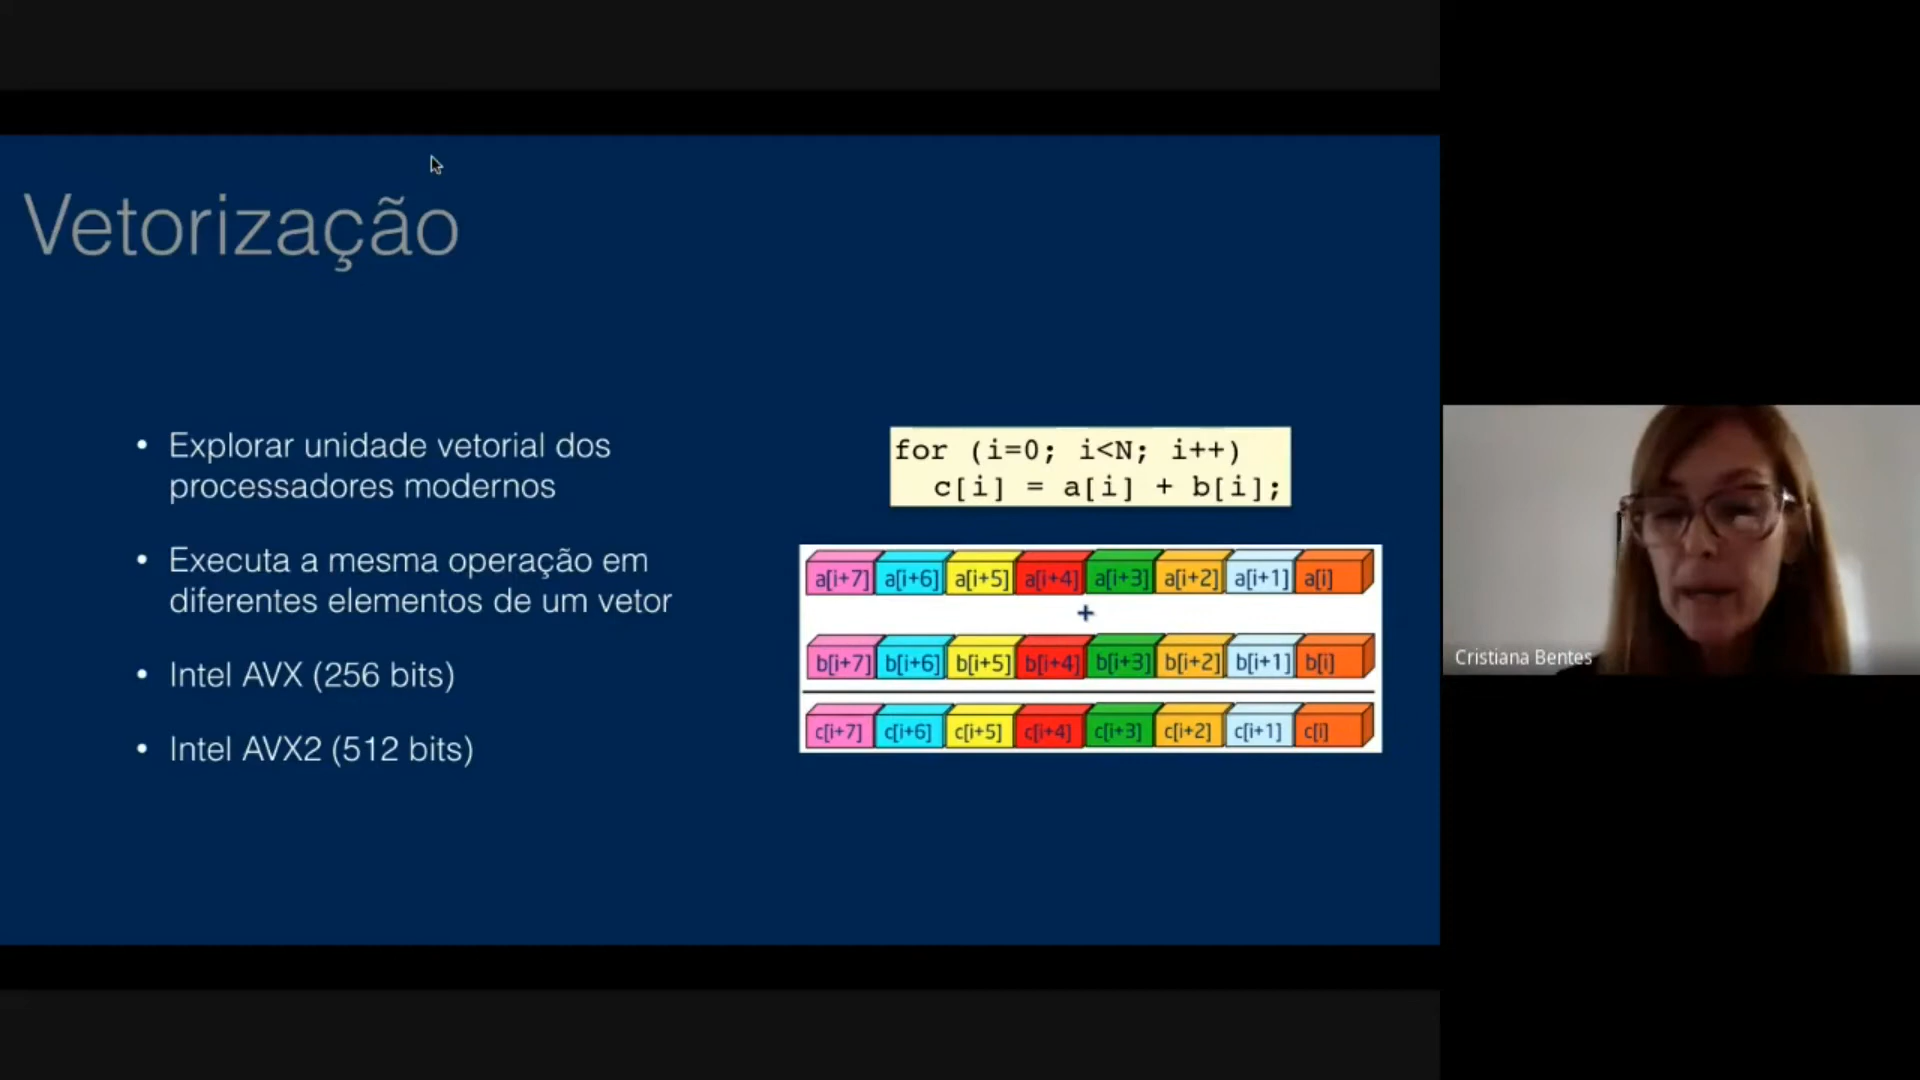 Vetorização
• Explorar unidade vetorial dos
processadores modernos
• Executa a mesma operação em
diferentes elementos de um vetor
• Intel AVX (256 bits)
• Intel AVX2 (512 bits)
for (i=0; i<N; i++)
c[i] = a[i] + b[i];
a[i+7] a[i+6] a[i+5] a[i+4] a[i+3] a[i+2] a[i+1] a[i]
+
b[i+7] b[i+6] b[i+5] b[i+4] b[i+3] b[i+2] b[i+1] b[i]
c[i+7] c[i+6] c[i+5] c[i+4] c[i+3] c[i+2] c[i+1] c[i]
Cristiana Bentes